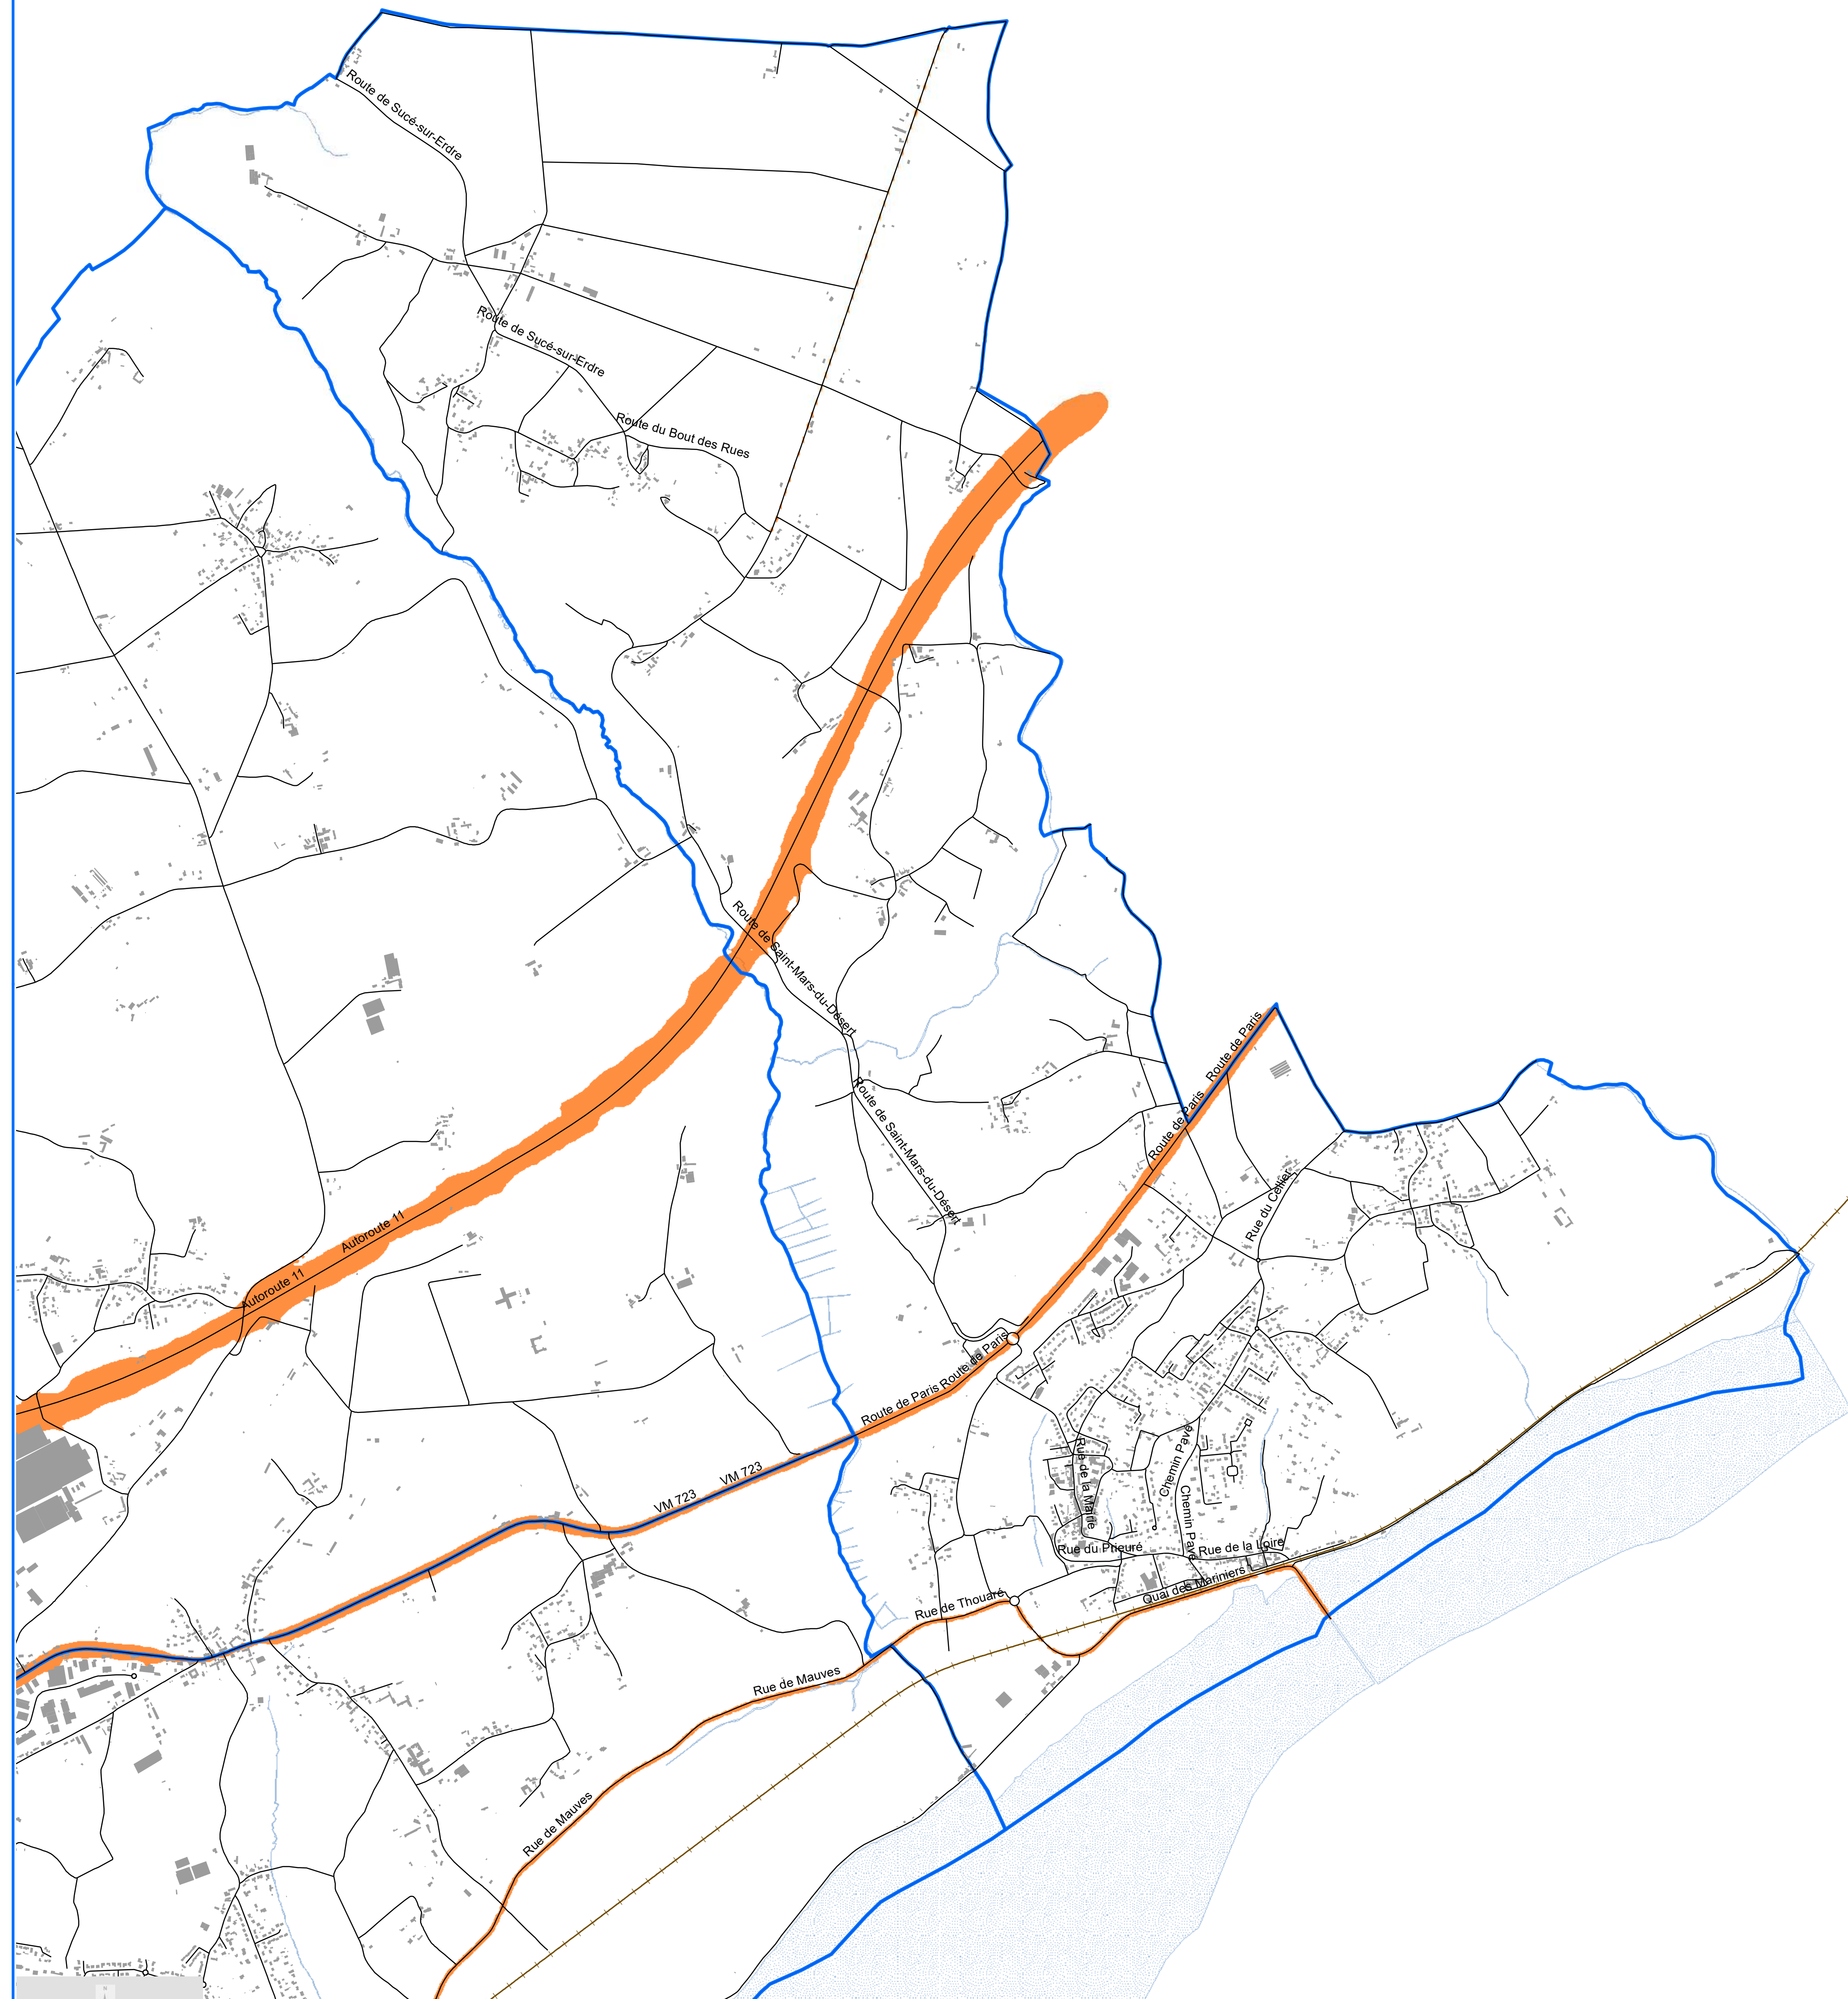 Route de Sucé-sur-Erdre
Route de Sucé-sur-Erdre
Route du Bout des Rues
Route de Saint-Mars-du-Désert
Route de Paris
Route de Saint-Mars-du-Désert
Route de Paris
Rue du Cellier
Autoroute 11
Autoroute 11
Route de Paris
Route de Paris
Chemin Pavé
Rue de la Mairie
VM 723
VM 723
Chemin Pavé
Rue du Prieuré
Rue de la Loire
Quai des Mariniers
Rue de Thouaré
Rue de Mauves
Rue de Mauves